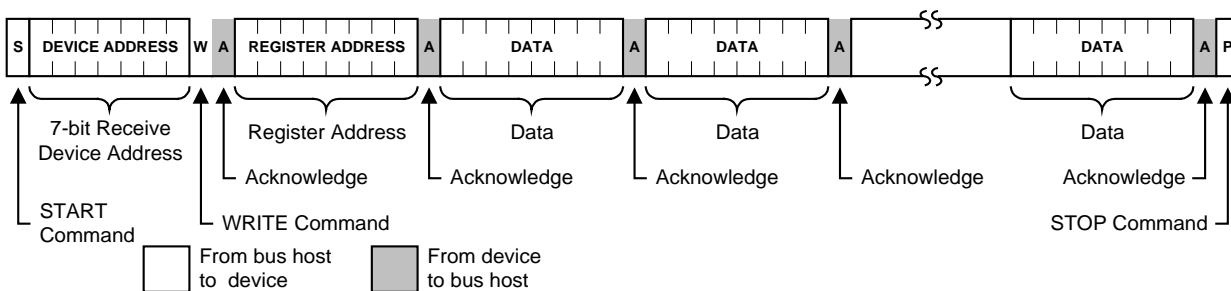 S DEVICE ADDRESS W A REGISTER ADDRESS A DATA A DATA A DATA A P
7-bit Receive
Device Address
Register Address
Data
Data
Data
Acknowledge
Acknowledge
Acknowledge
Acknowledge
Acknowledge
START
Command
WRITE Command
STOP Command
From bus host
to device
From device
to bus host